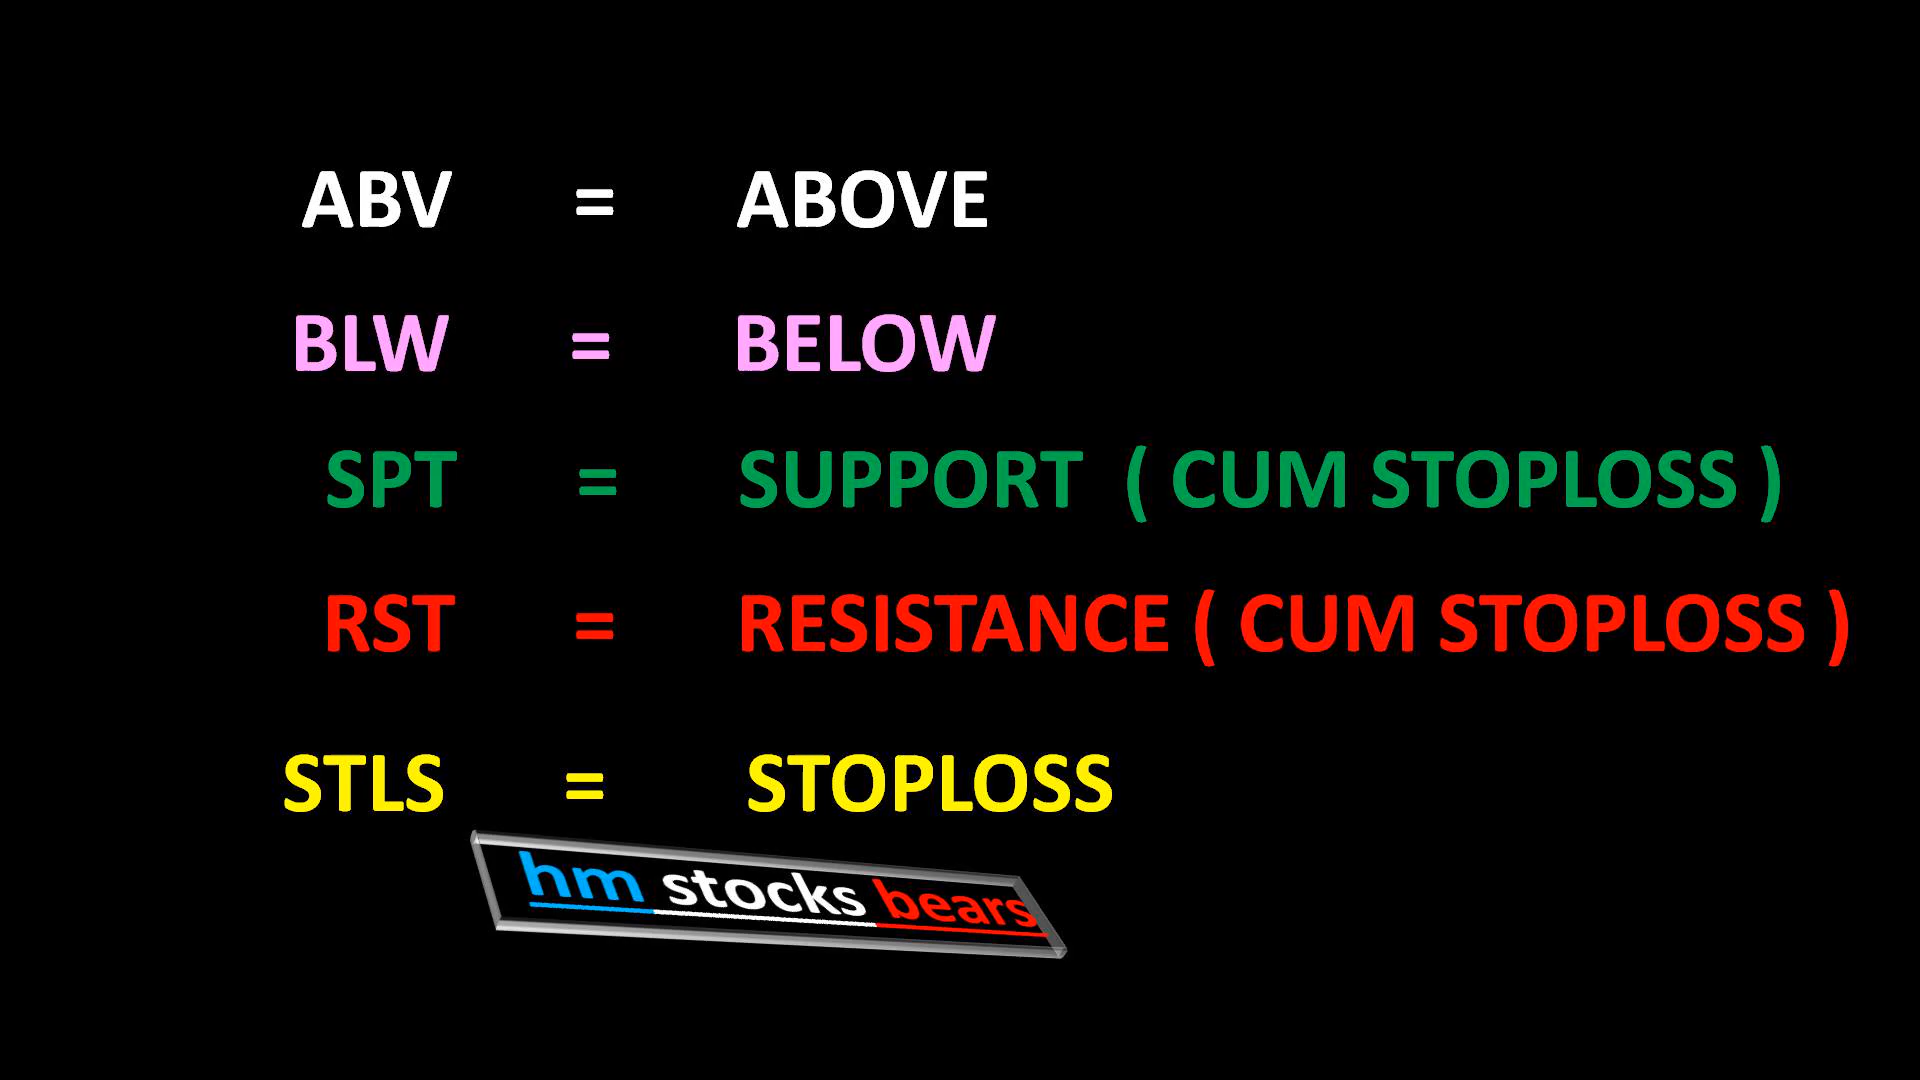 ABV = ABOVE
BLW = BELOW
SPT = SUPPORT ( CUM STOPLOSS )
RST = RESISTANCE ( CUM STOPLOSS )
STLS = STOPLOSS
hm stocks bears